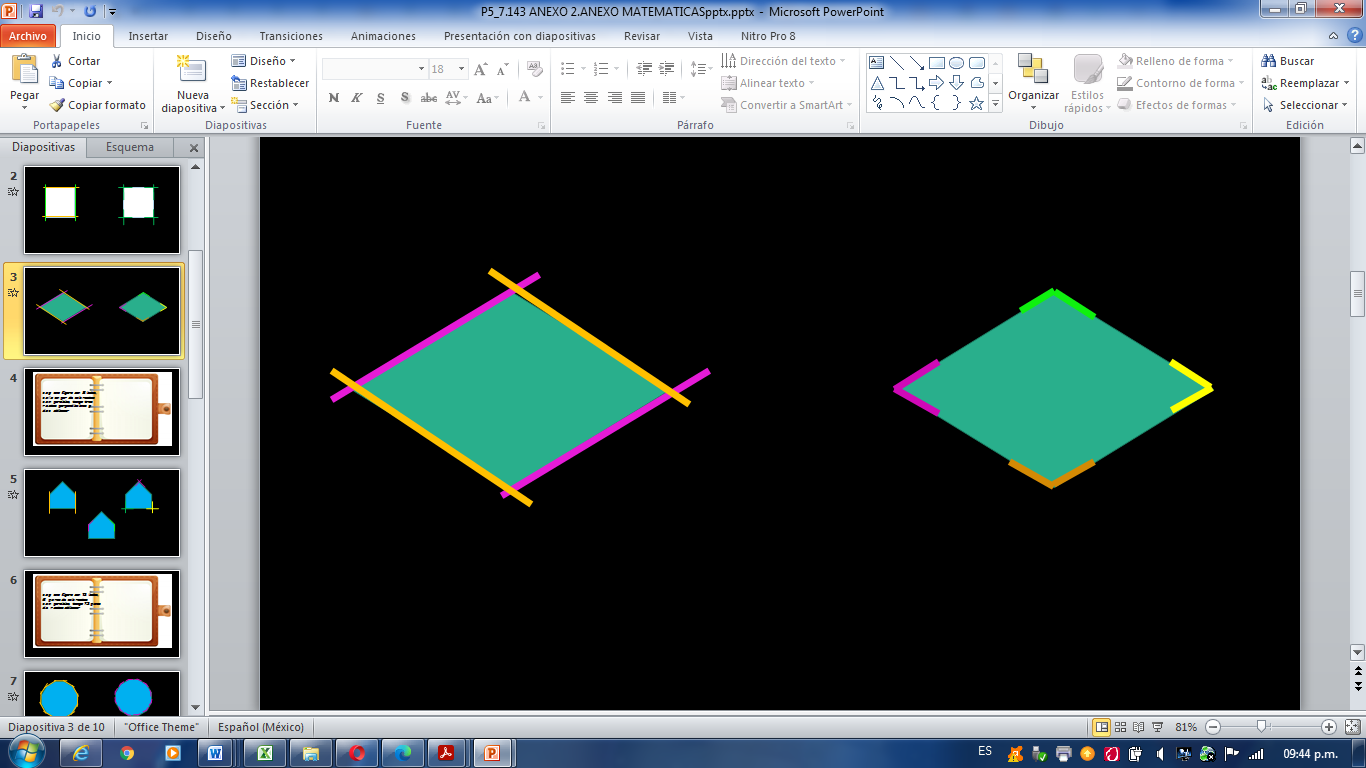 P5_7.143 ANEXO 2.ANEXO MATEMATICASpptx.pptx - Microsoft PowerPoint
Archivo Inicio Insertar Diseño Transiciones Animaciones Presentación con diapositivas Revisar Vista Nitro Pro 8
Pegar
Cortar
Copiar
Copiar formato
Portapapeles
Nueva
diapositiva
Diseño
Restablecer
Sección
Diapositivas
18
N K S S abc AV Aa A
Fuente
Dirección del texto
Alinear texto
Convertir a SmartArt
Párrafo
Organizar
Estilos
rápidos
Relleno de forma
Contorno de forma
Efectos de formas
Dibujo
Buscar
Reemplazar
Seleccionar
Edición
Diapositivas Esquema
2
3
4
5
6
7
Diapositiva 3 de 10 "Office Theme" Español (México) 81%
ES 09:44 p.m.